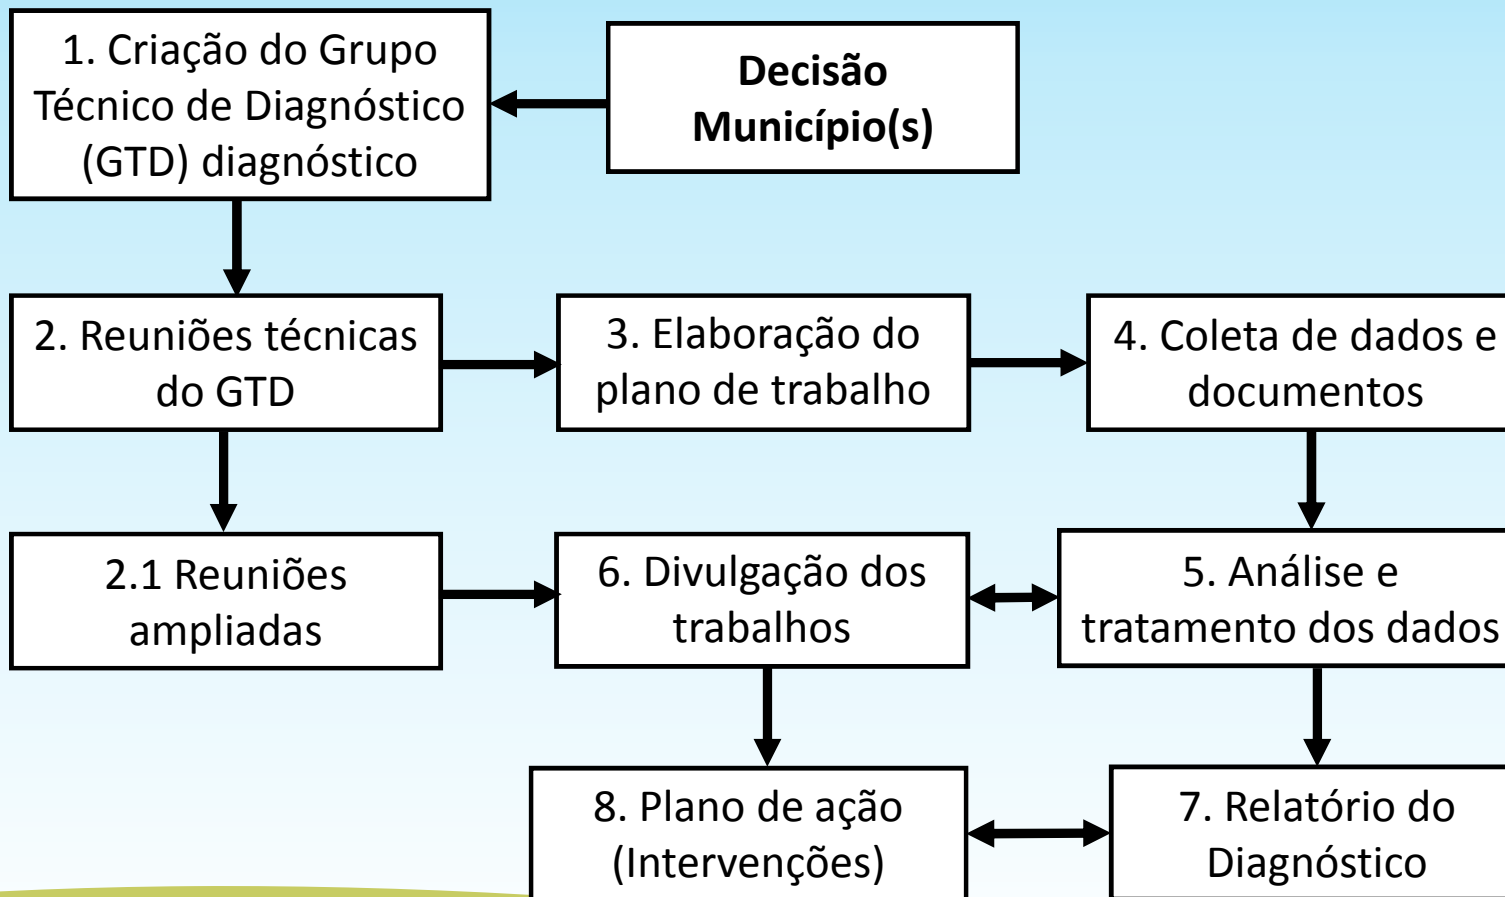 1. Criação do Grupo
Técnico de Diagnóstico
(GTD) diagnóstico
Decisão
Município(s)
2. Reuniões técnicas
do GTD
3. Elaboração do
plano de trabalho
4. Coleta de dados e
documentos
2.1 Reuniões
ampliadas
6. Divulgação dos
trabalhos
5. Análise e
tratamento dos dados
8. Plano de ação
(Intervenções)
7. Relatório do
Diagnóstico